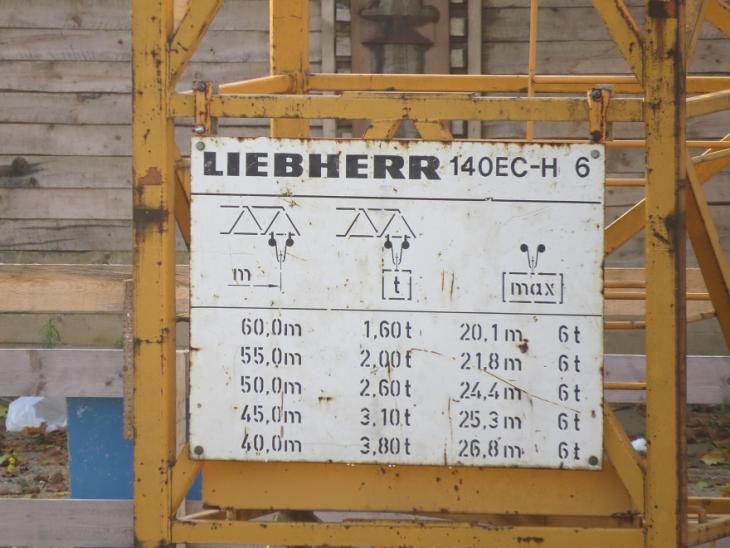 LIEBHERR 140EC-H 6
m [t] [max]
60,0m 1,60t 20,1m 6t
55,0m 2,00t 21,8m 6t
50,0m 2,60t 24,4m 6t
45,0m 3,10t 25,3m 6t
40,0m 3,80t 26,8m 6t